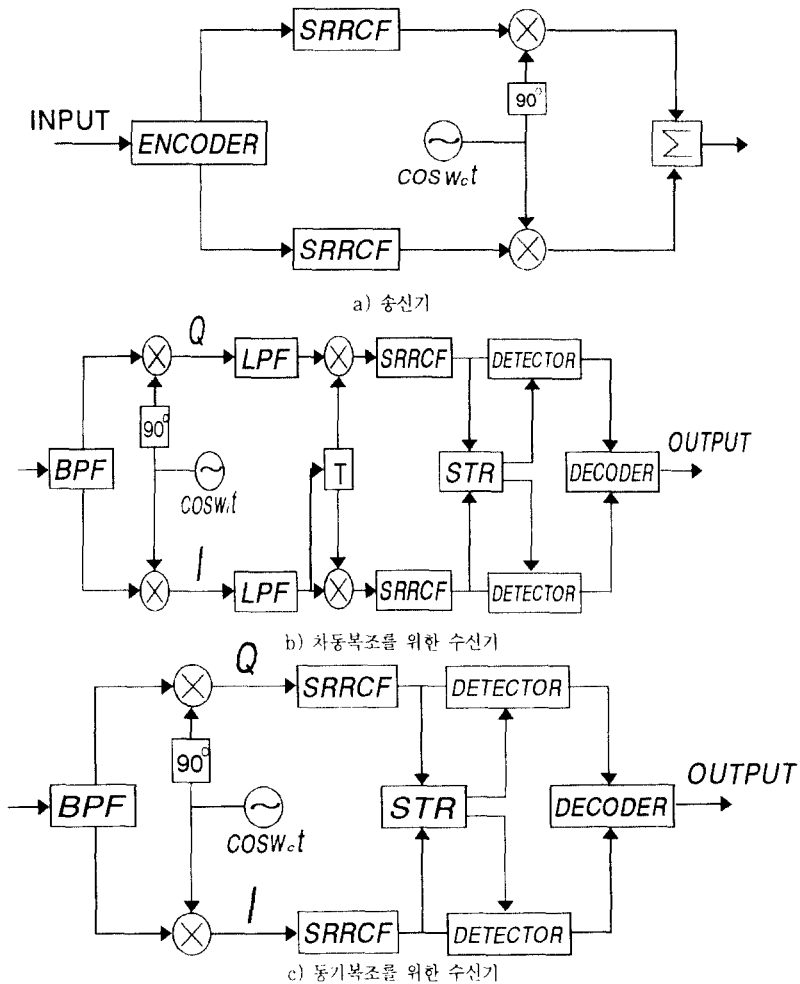 SRRCF
90°
INPUT
ENCODER
Σ
COS Wct
SRRCF
a) 송신기
Q
LPF
SRRCF
DETECTOR
90°
OUTPUT
BPF
T
STR
DECODER
COSWit
I
LPF
SRRCF
DETECTOR
b) 차동복조를 위한 수신기
Q
SRRCF
DETECTOR
90°
OUTPUT
BPF
STR
DECODER
COSWct
I
SRRCF
DETECTOR
c) 동기복조를 위한 수신기